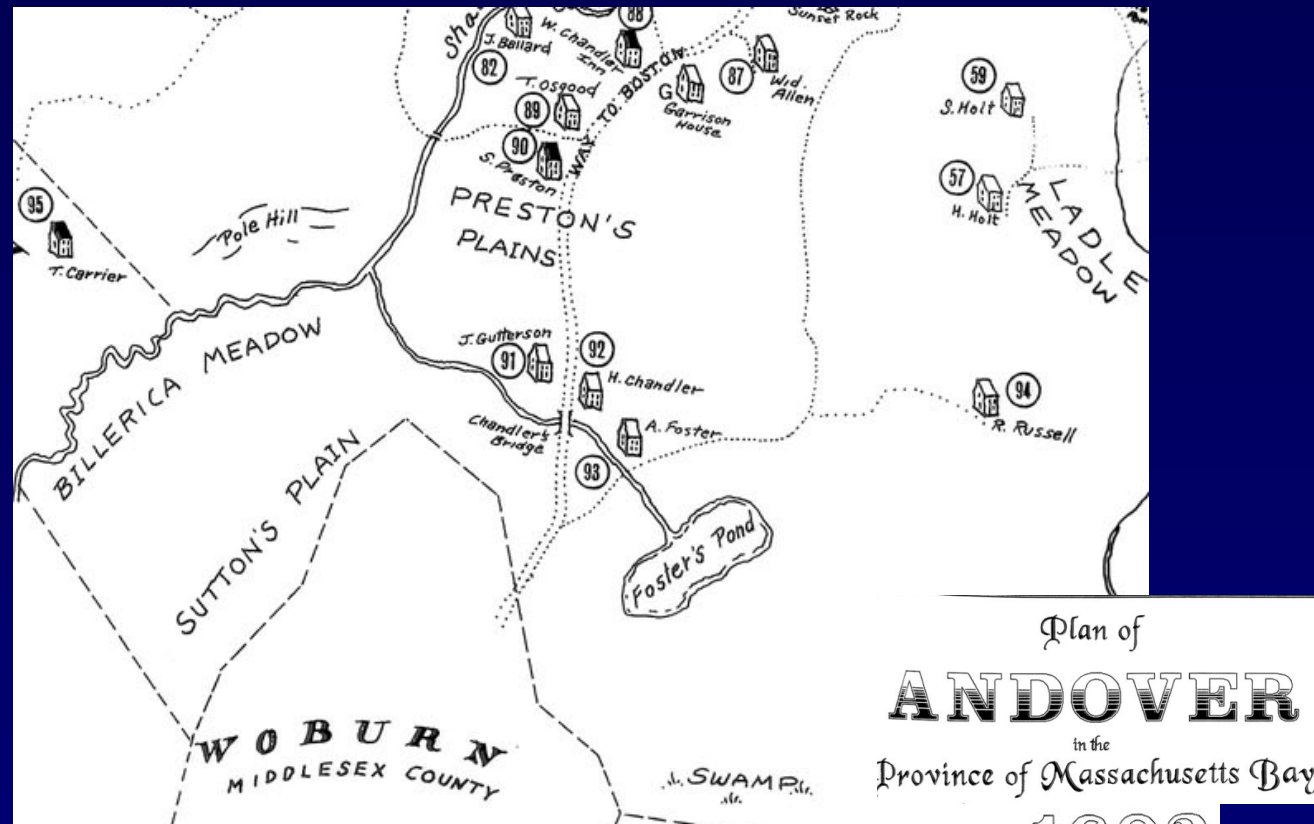 Sunset Rock
Sha
J. Ballard
82
W. Chandler
Inn
88
WAY TO BOSTON
G
Garrison
House
87
Wid.
Allen
59
S. Holt
T. Osgood
89
90
S. Preston
57
H. Holt
LADLE
MEADOW
95
T. Carrier
Pole Hill
PRESTON'S
PLAINS
BILLERICA MEADOW
J. Gutterson
91
92
H. Chandler
Chandler's
Bridge
A. Foster
93
94
R. Russell
SUTTON'S PLAIN
Foster's Pond
WOBURN
MIDDLESEX COUNTY
SWAMP
Plan of
ANDOVER
in the
Province of Massachusetts Bay